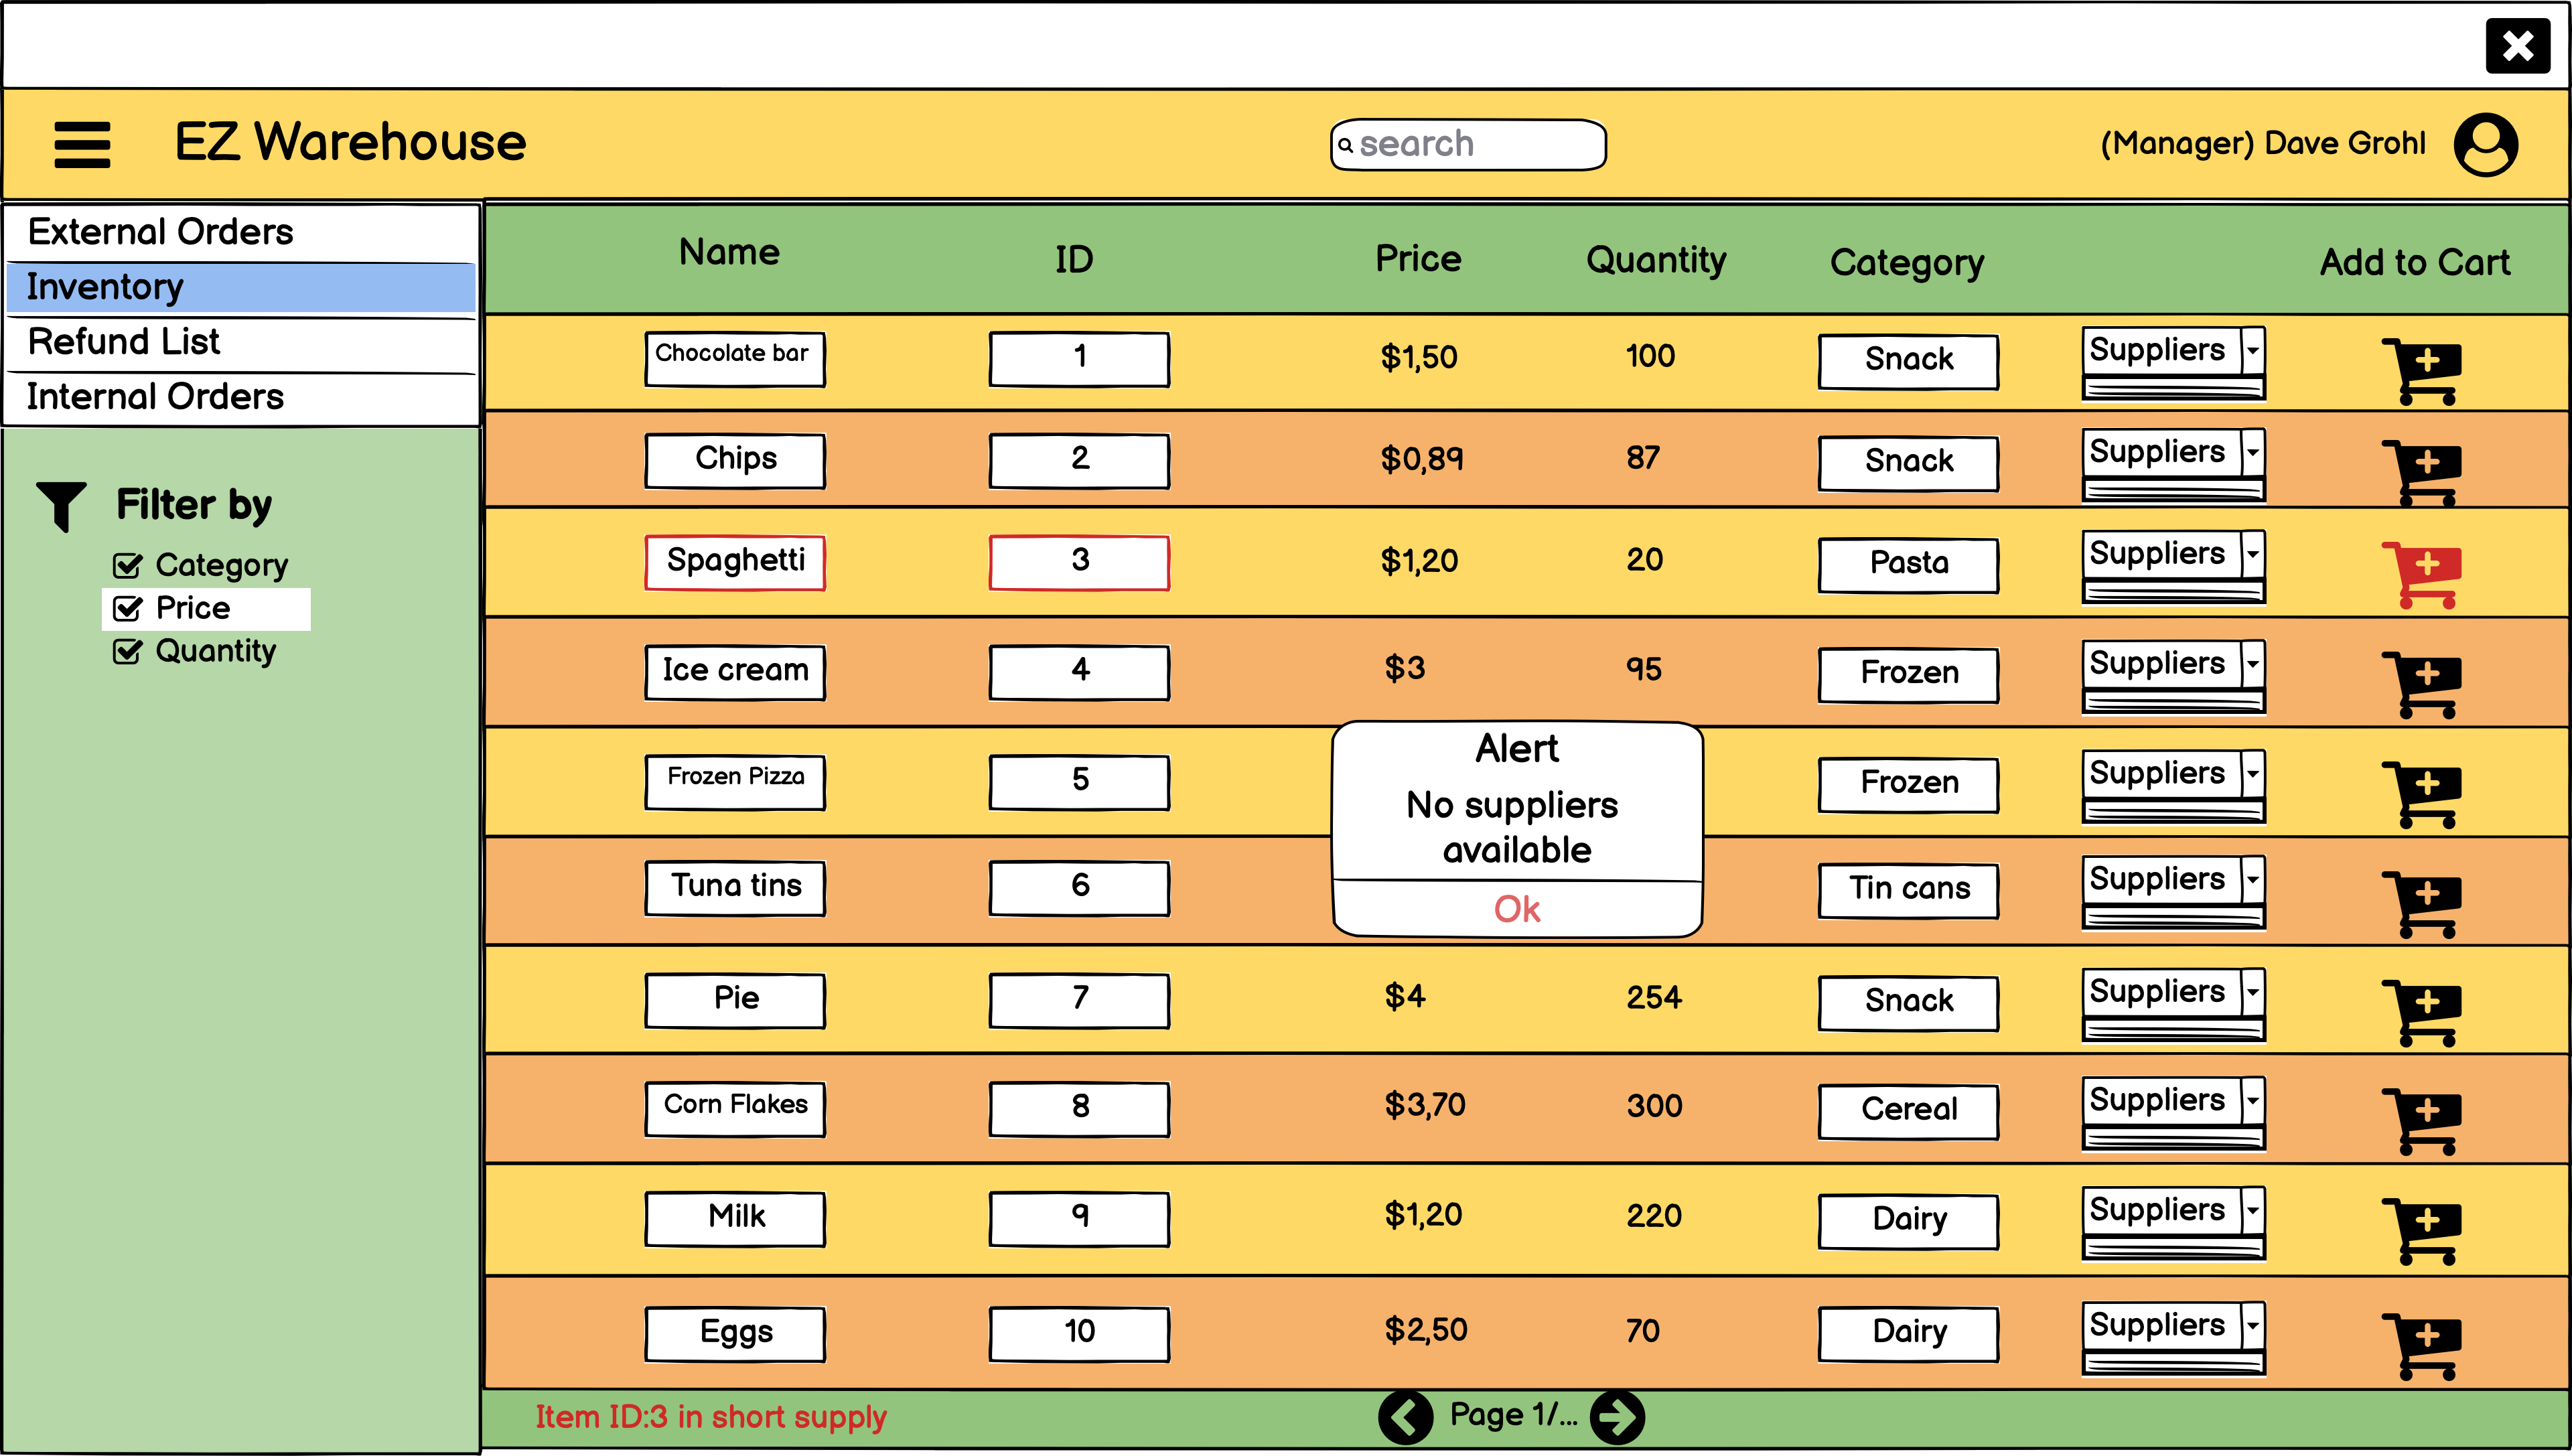 EZ Warehouse
search
(Manager) Dave Grohl
External Orders
Inventory
Refund List
Internal Orders
Filter by
Category
Price
Quantity
Name ID Price Quantity Category Add to Cart
Chocolate bar 1 $1,50 100 Snack Suppliers
Chips 2 $0,89 87 Snack Suppliers
Spaghetti 3 $1,20 20 Pasta Suppliers
Ice cream 4 $3 95 Frozen Suppliers
Frozen Pizza 5 Frozen Suppliers
Tuna tins 6 Tin cans Suppliers
Alert
No suppliers
available
Ok
Pie 7 $4 254 Snack Suppliers
Corn Flakes 8 $3,70 300 Cereal Suppliers
Milk 9 $1,20 220 Dairy Suppliers
Eggs 10 $2,50 70 Dairy Suppliers
Item ID:3 in short supply
Page 1/...